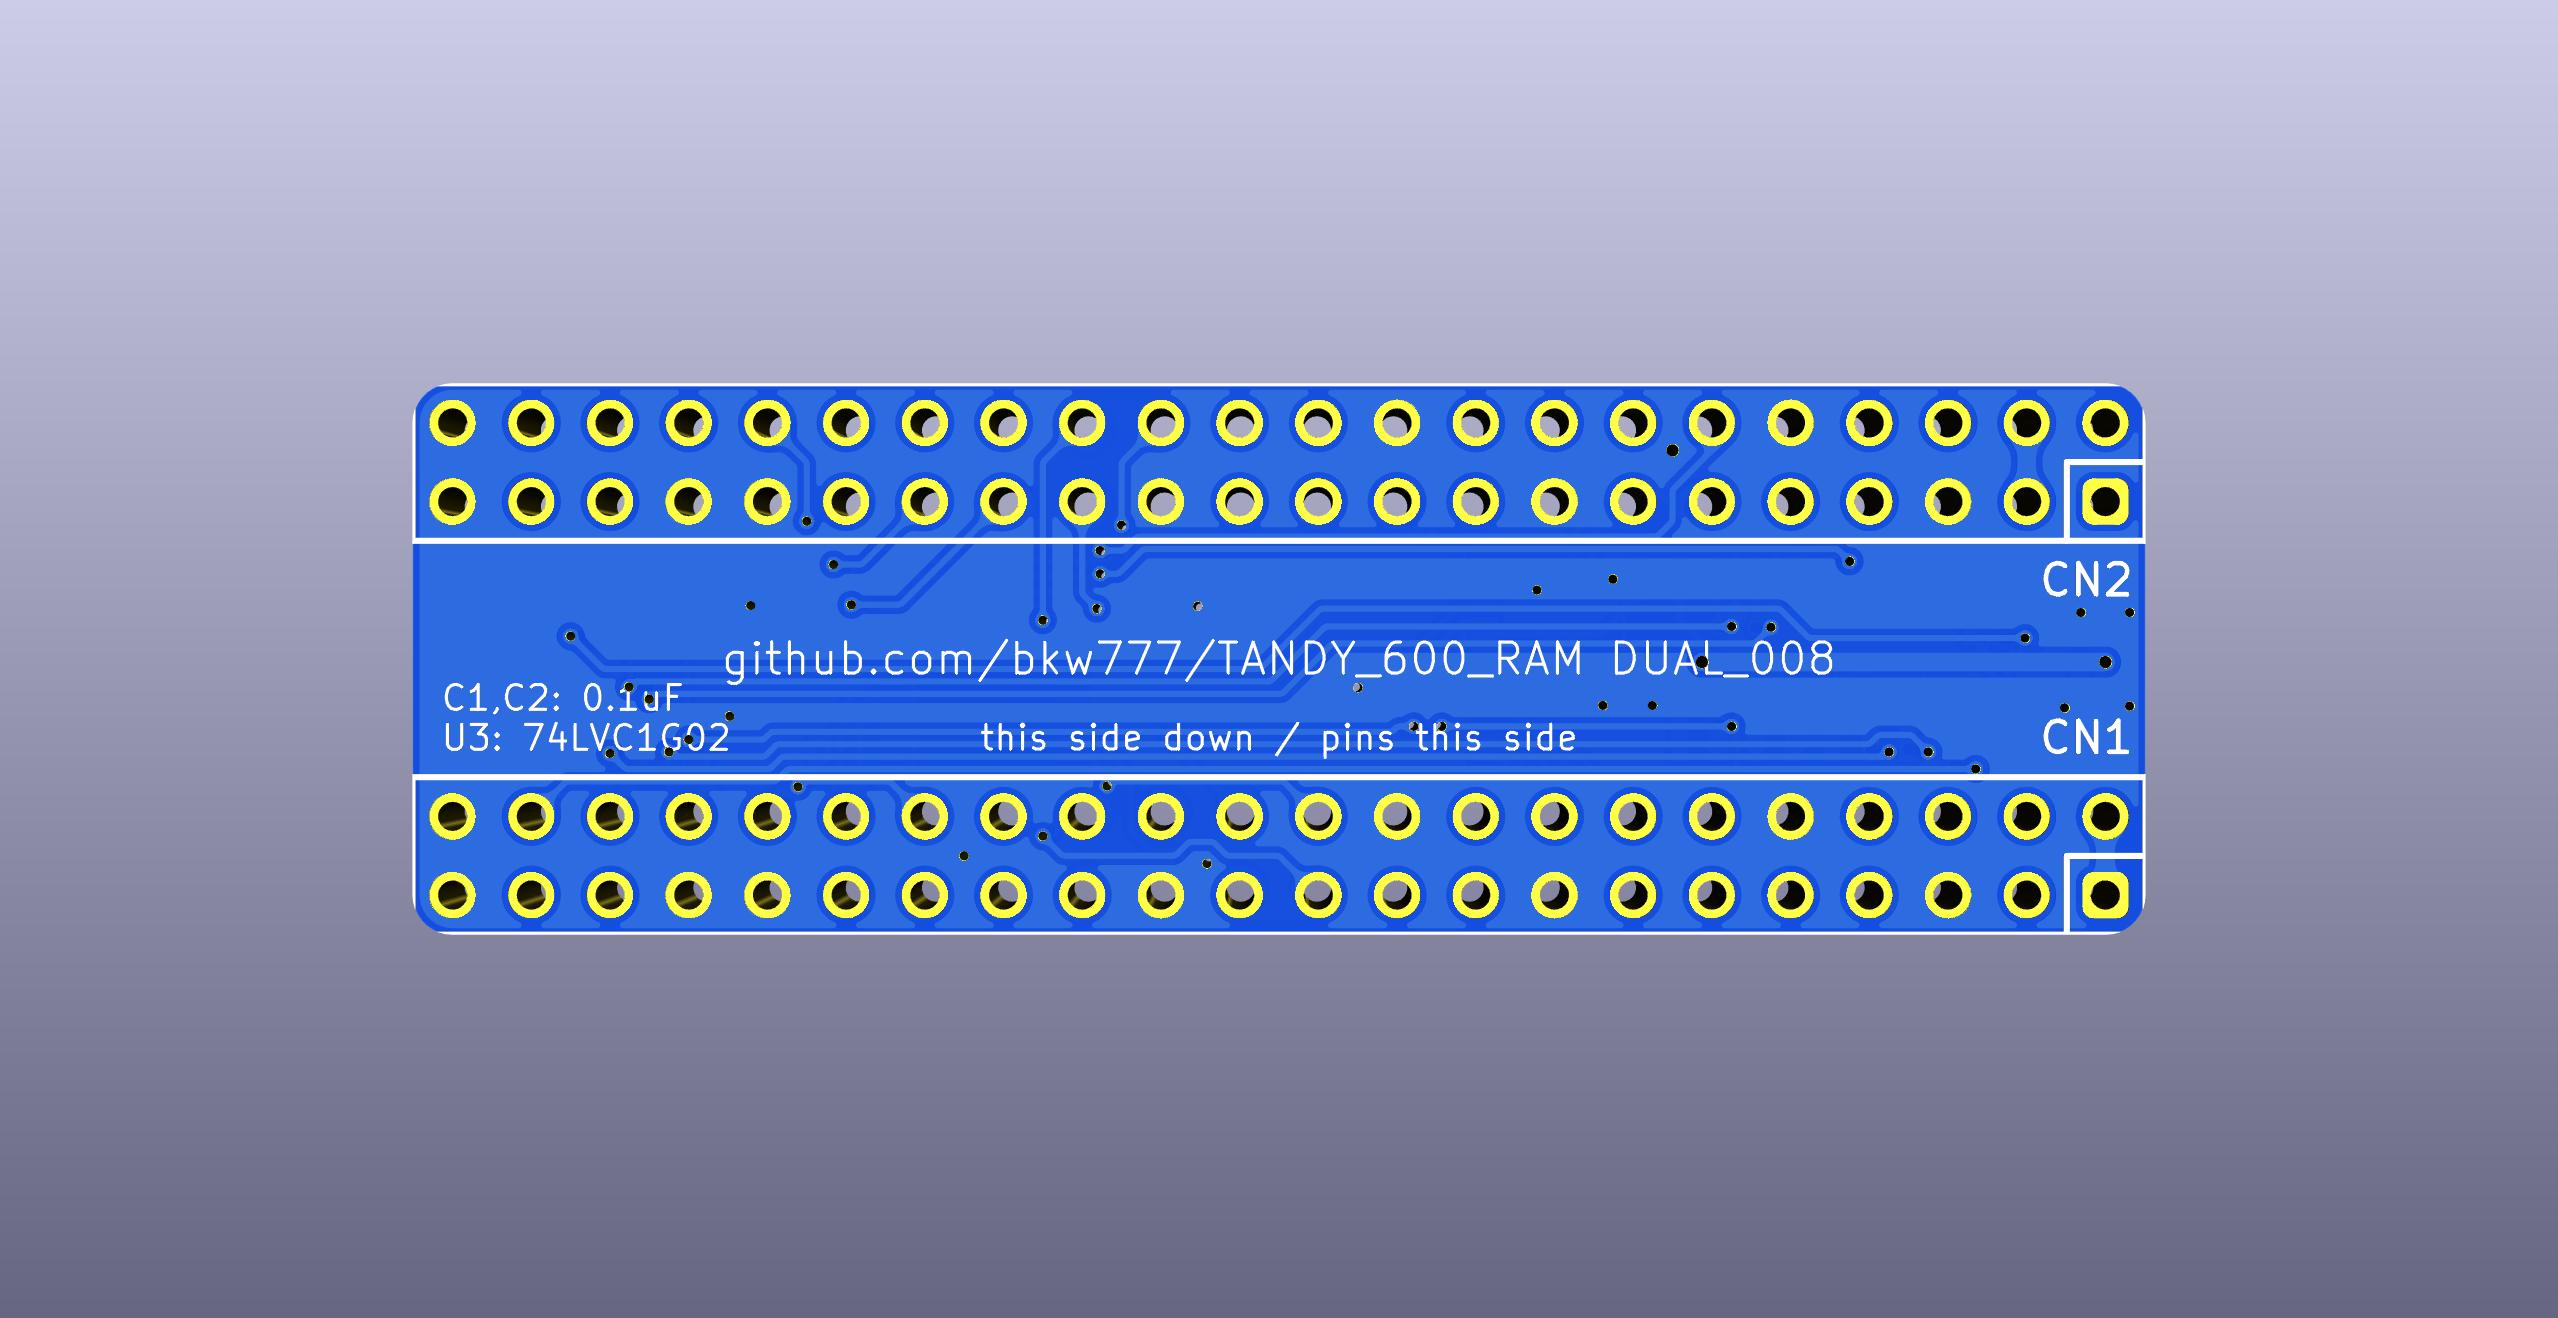 CN2
github.com/bkw777/TANDY_600_RAM DUAL_008
C1,C2: 0.1uF
U3: 74LVC1G02
this side down / pins this side
CN1